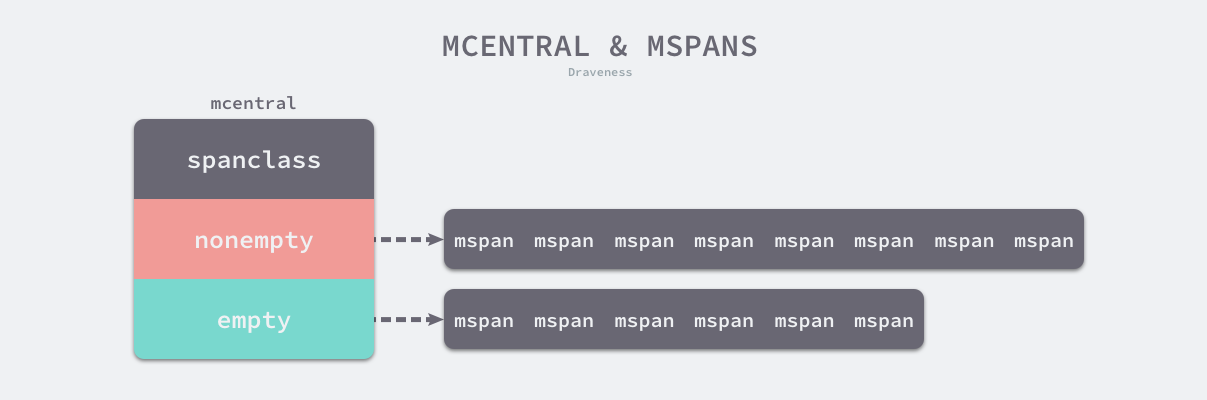 MCENTRAL & MSPANS
Draveness
mcentral
spanclass
nonempty
mspan mspan mspan mspan mspan mspan mspan mspan
empty
mspan mspan mspan mspan mspan mspan